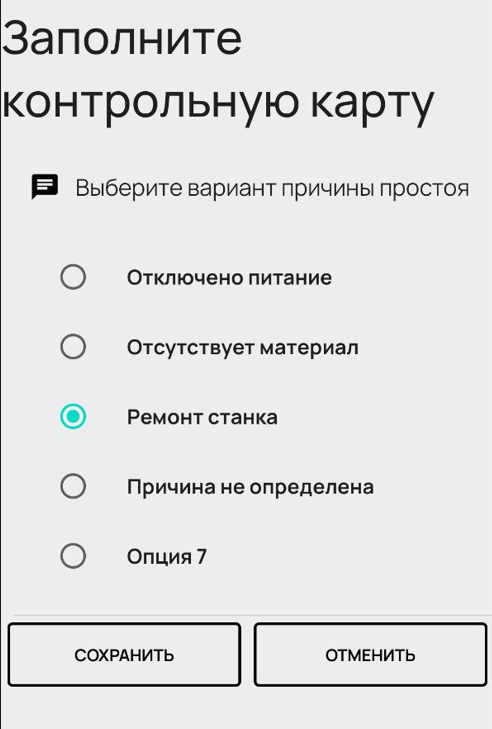 Заполните
контрольную карту
Выберите вариант причины простоя
Отключено питание
Отсутствует материал
Ремонт станка
Причина не определена
Опция 7
СОХРАНИТЬ ОТМЕНИТЬ